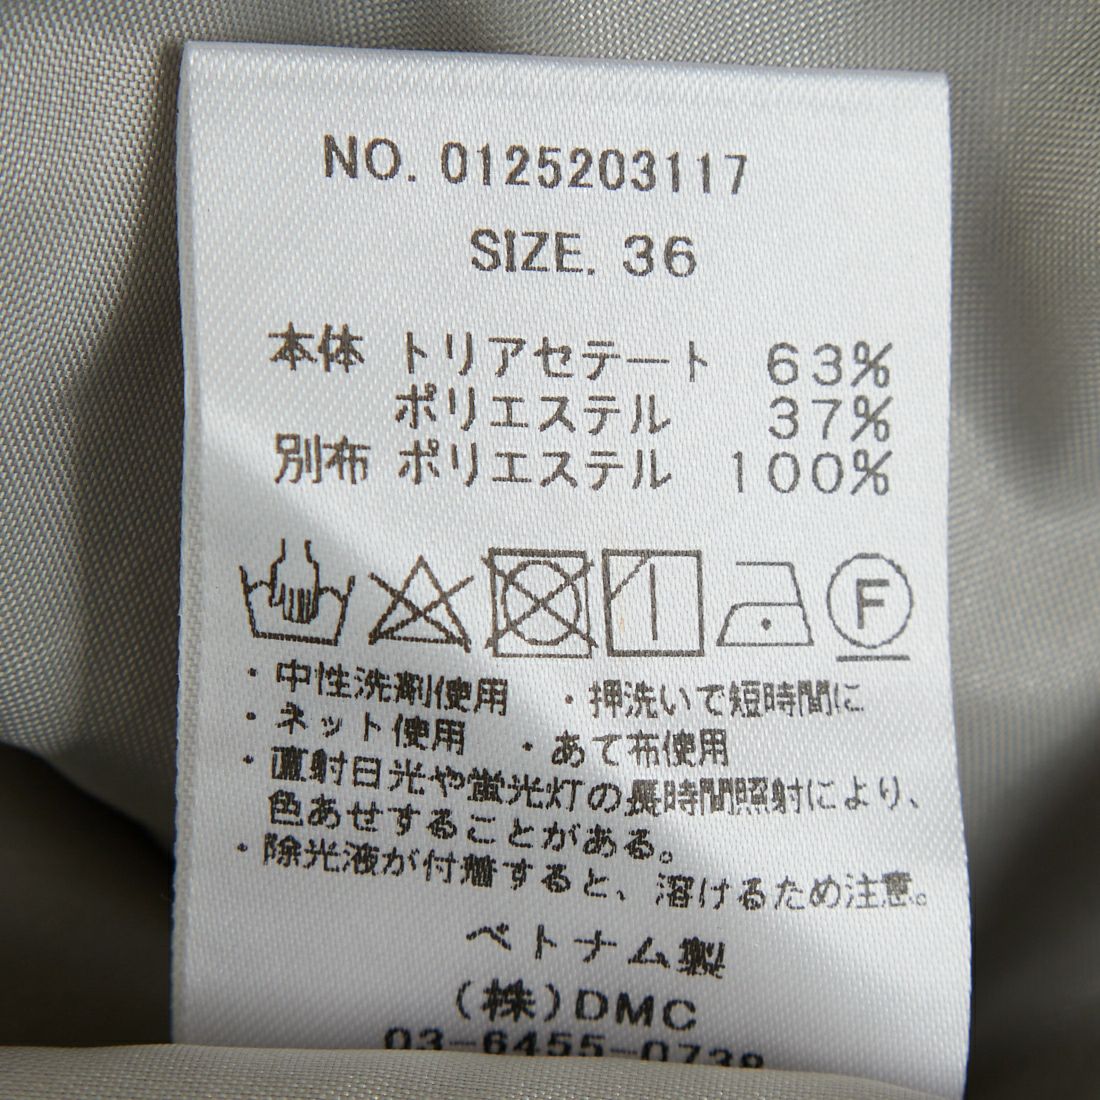 NO. 0125203117
SIZE. 36
本体 トリアセテート 63%
ポリエステル 37%
別布 ポリエステル 100%
F
・中性洗剤使用 ・押洗いで短時間に
・ネット使用 ・あて布使用
・直射日光や蛍光灯の長時間照射により、
色あせすることがある。
・除光液が付着すると、溶けるため注意。
ベトナム製
(株)DMC
03-6455-0738